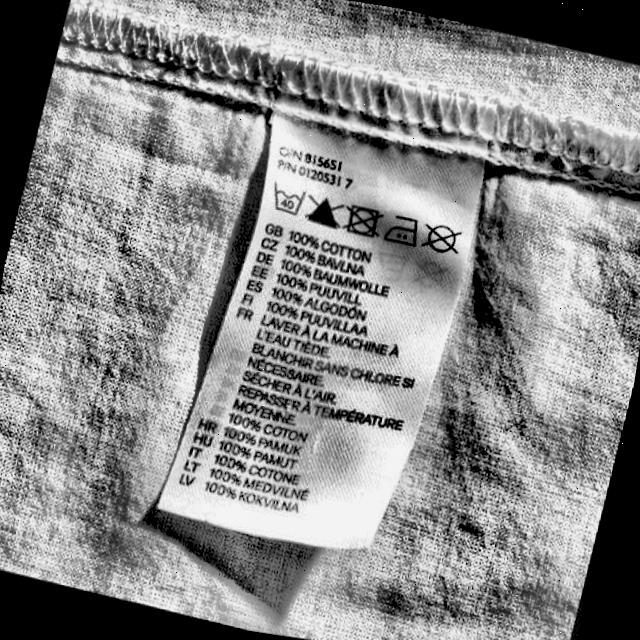 O/N 815651
P/N 0120531 7
40
GB 100% COTTON
CZ 100% BAVLNA
DE 100% BAUMWOLLE
EE 100% PUUVILL
ES 100% ALGODÓN
FI 100% PUUVILLAA
FR LAVER À LA MACHINE À
L'EAU TIÈDE.
BLANCHIR SANS CHLORE SI
NÉCESSAIRE.
SÉCHER À L'AIR.
REPASSER À TEMPÉRATURE
MOYENNE.
100% COTON
HR 100% PAMUK
HU 100% PAMUT
IT 100% COTONE
LT 100% MEDVILNĖ
LV 100% KOKVILNA